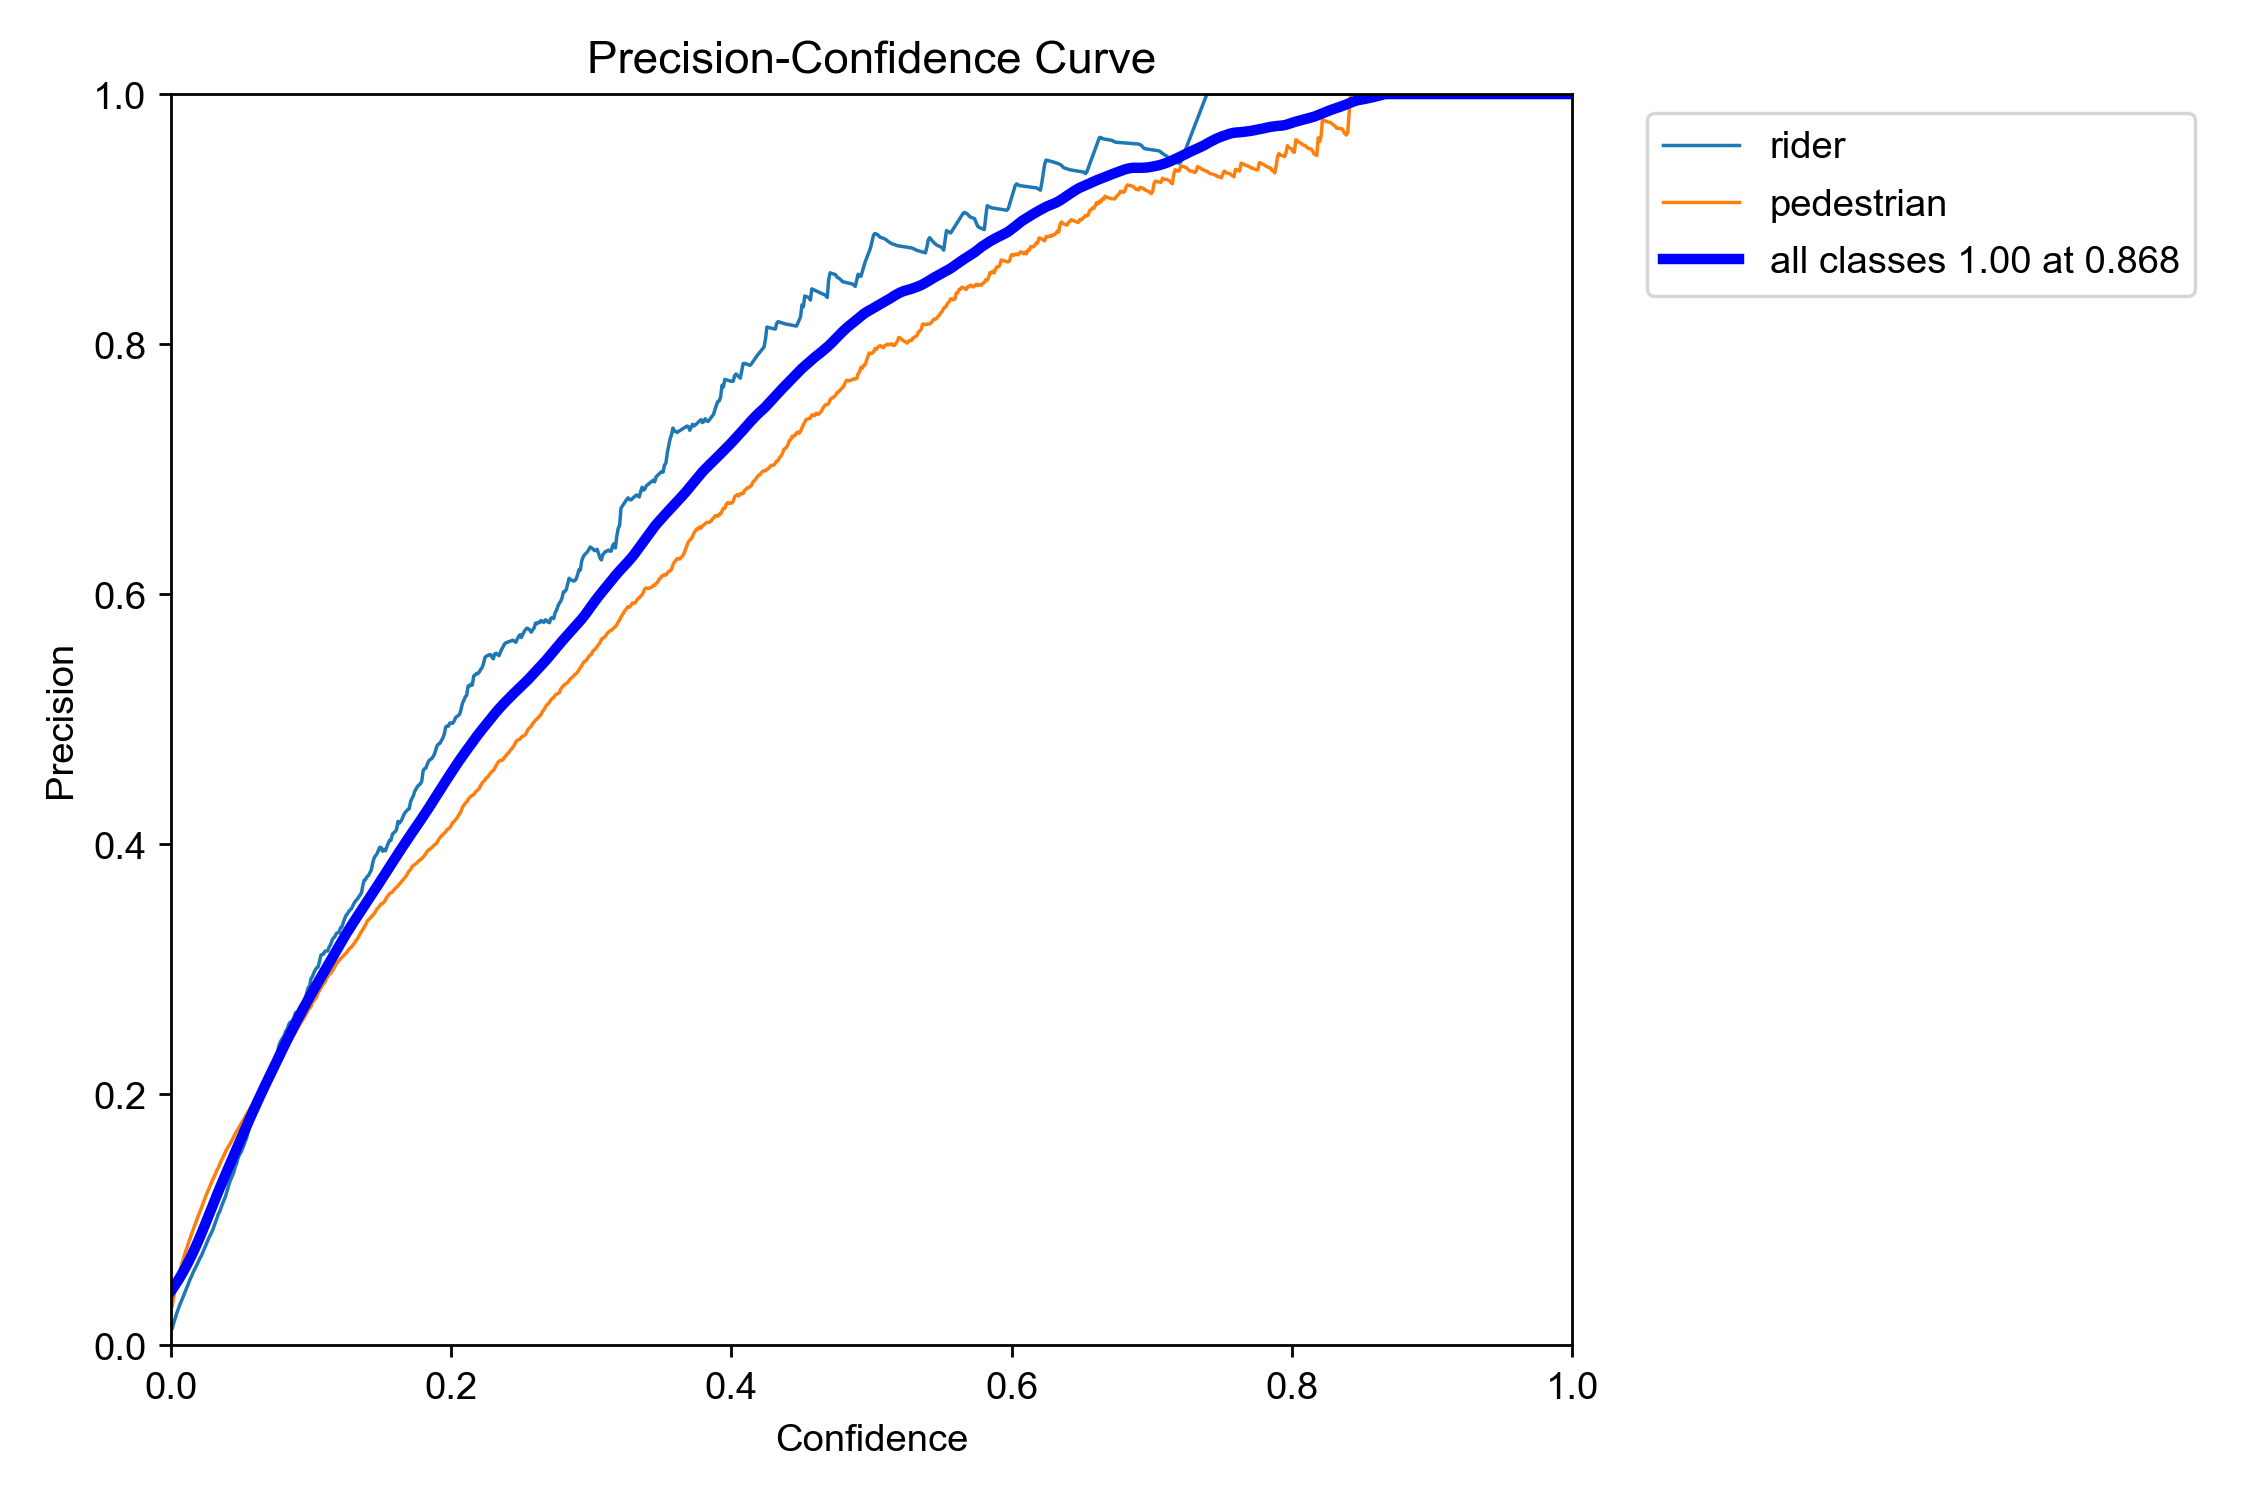 Precision-Confidence Curve
1.0
0.8
0.6
0.4
0.2
0.0
Precision
0.0 0.2 0.4 0.6 0.8 1.0
Confidence
rider
pedestrian
all classes 1.00 at 0.868